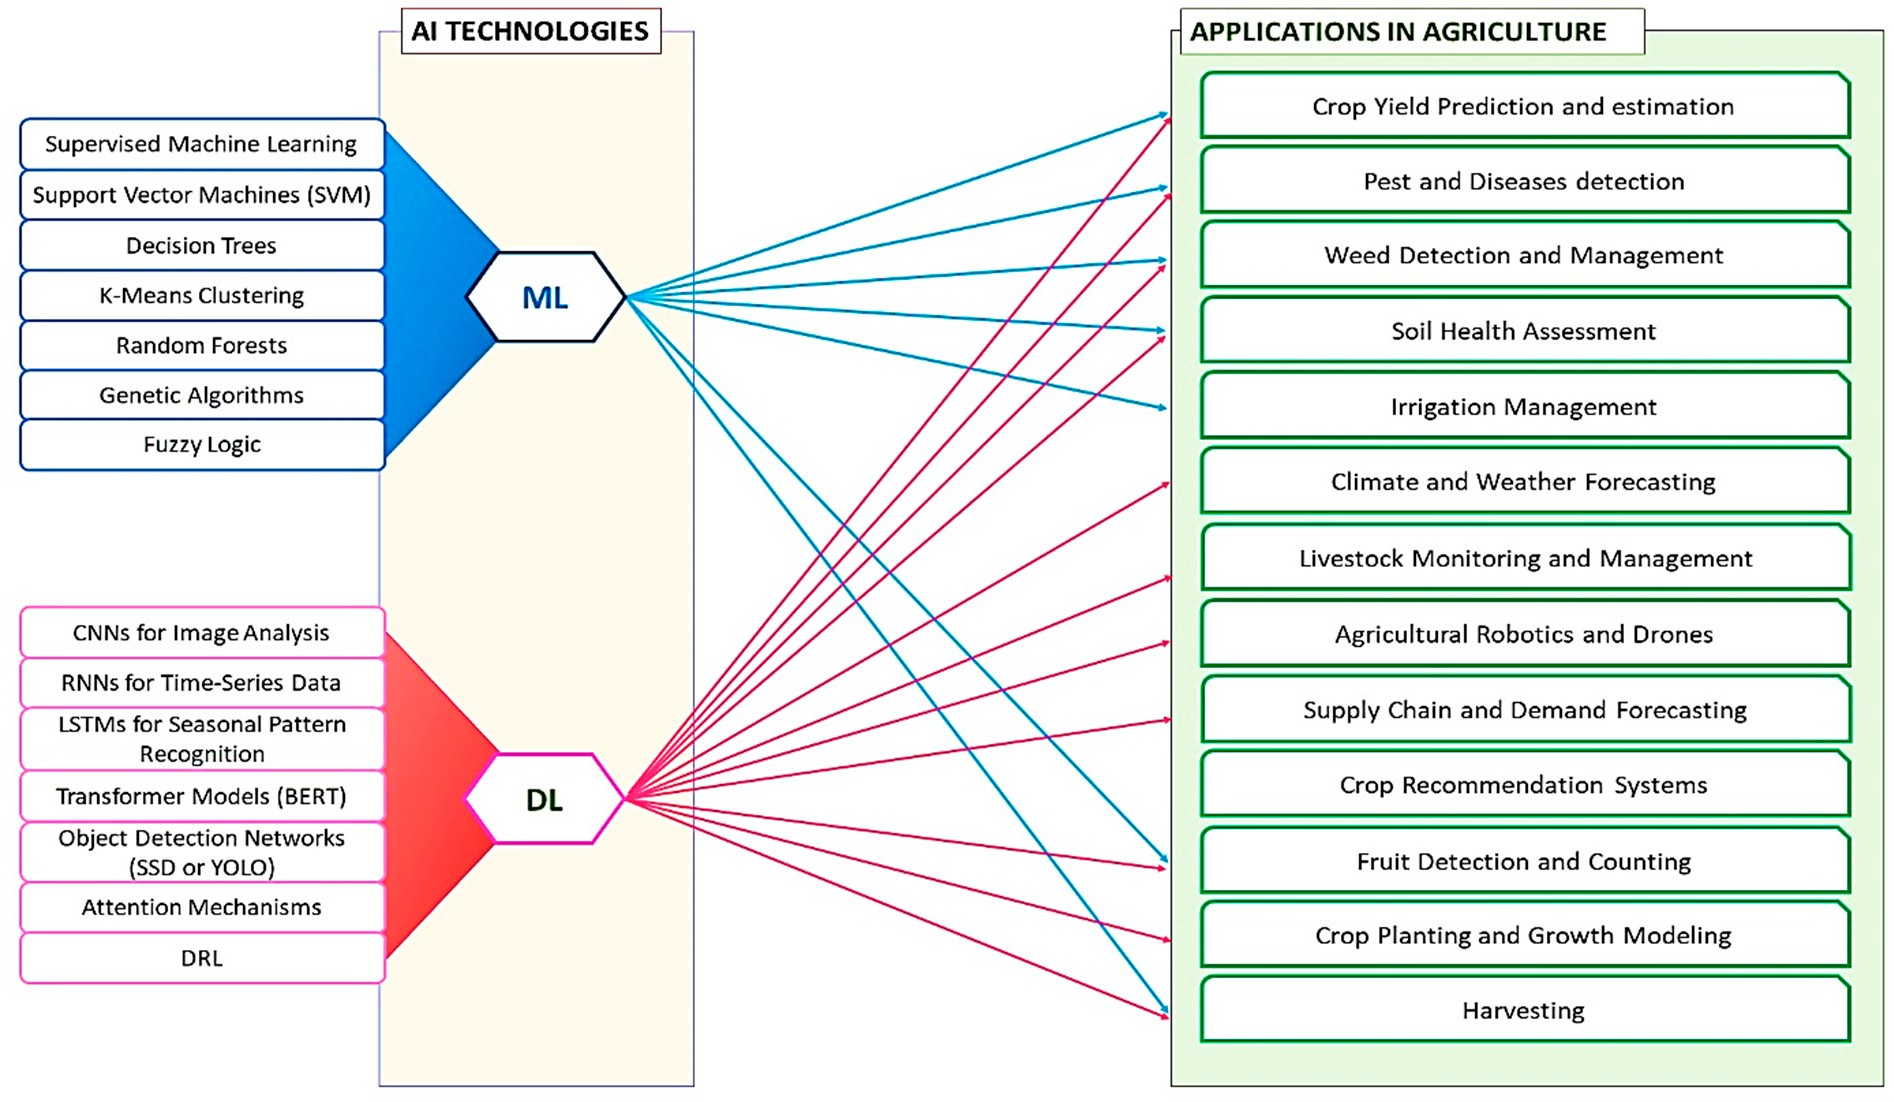 AI TECHNOLOGIES
Supervised Machine Learning
Support Vector Machines (SVM)
Decision Trees
K-Means Clustering
Random Forests
Genetic Algorithms
Fuzzy Logic
ML
CNNs for Image Analysis
RNNs for Time-Series Data
LSTMs for Seasonal Pattern
Recognition
Transformer Models (BERT)
Object Detection Networks
(SSD or YOLO)
Attention Mechanisms
DRL
DL
APPLICATIONS IN AGRICULTURE
Crop Yield Prediction and estimation
Pest and Diseases detection
Weed Detection and Management
Soil Health Assessment
Irrigation Management
Climate and Weather Forecasting
Livestock Monitoring and Management
Agricultural Robotics and Drones
Supply Chain and Demand Forecasting
Crop Recommendation Systems
Fruit Detection and Counting
Crop Planting and Growth Modeling
Harvesting